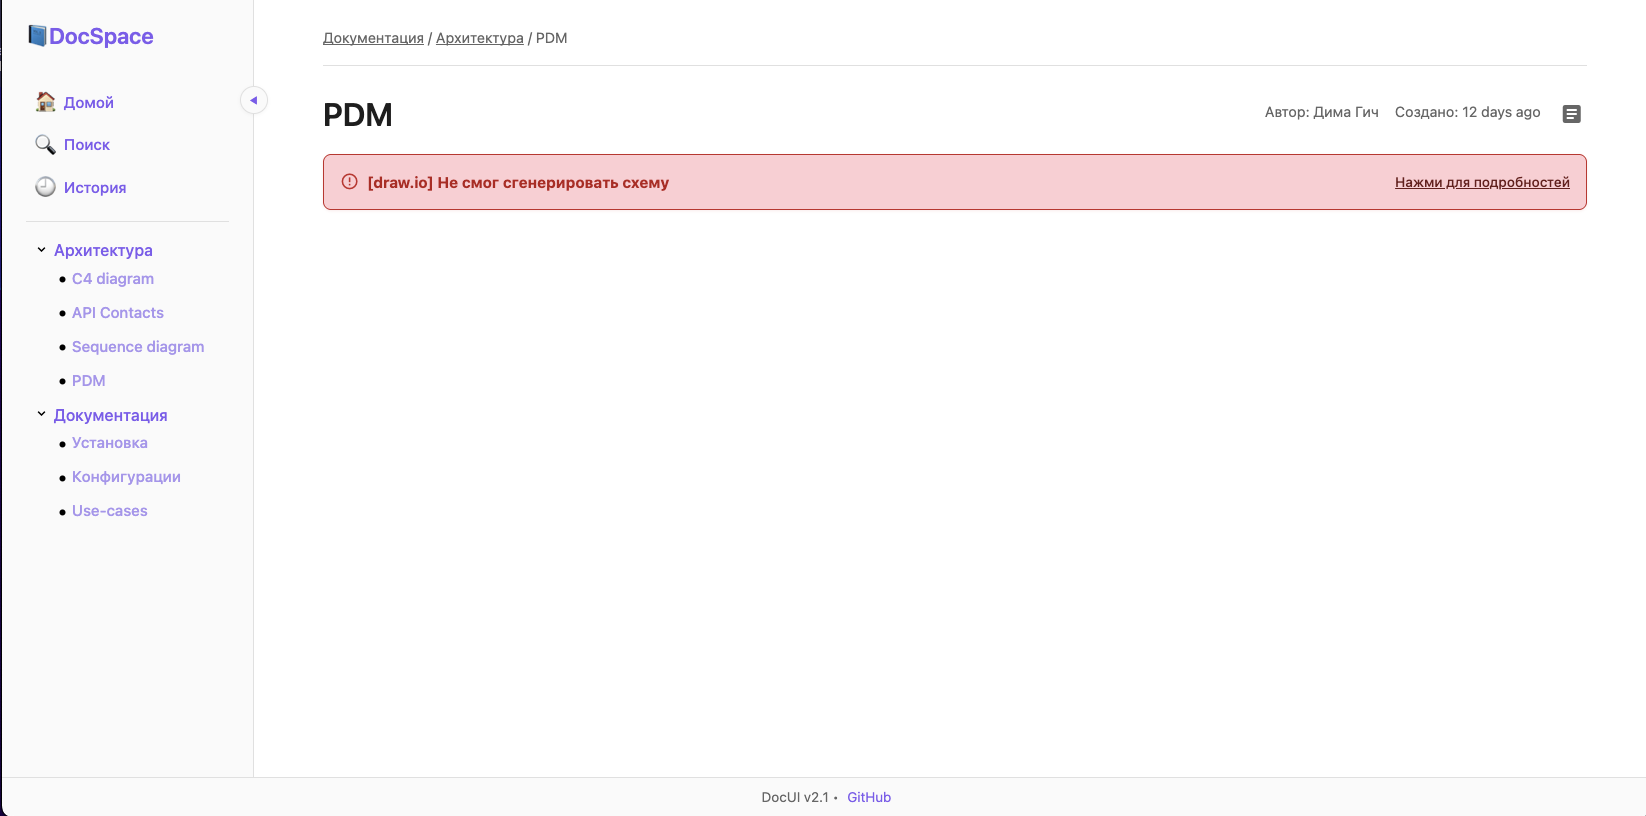 DocSpace
Домой
Поиск
История
Архитектура
C4 diagram
API Contacts
Sequence diagram
PDM
Документация
Установка
Конфигурации
Use-cases
Документация / Архитектура / PDM
PDM
Автор: Дима Гич Создано: 12 days ago
[draw.io] Не смог сгенерировать схему
Нажми для подробностей
DocUI v2.1 • GitHub